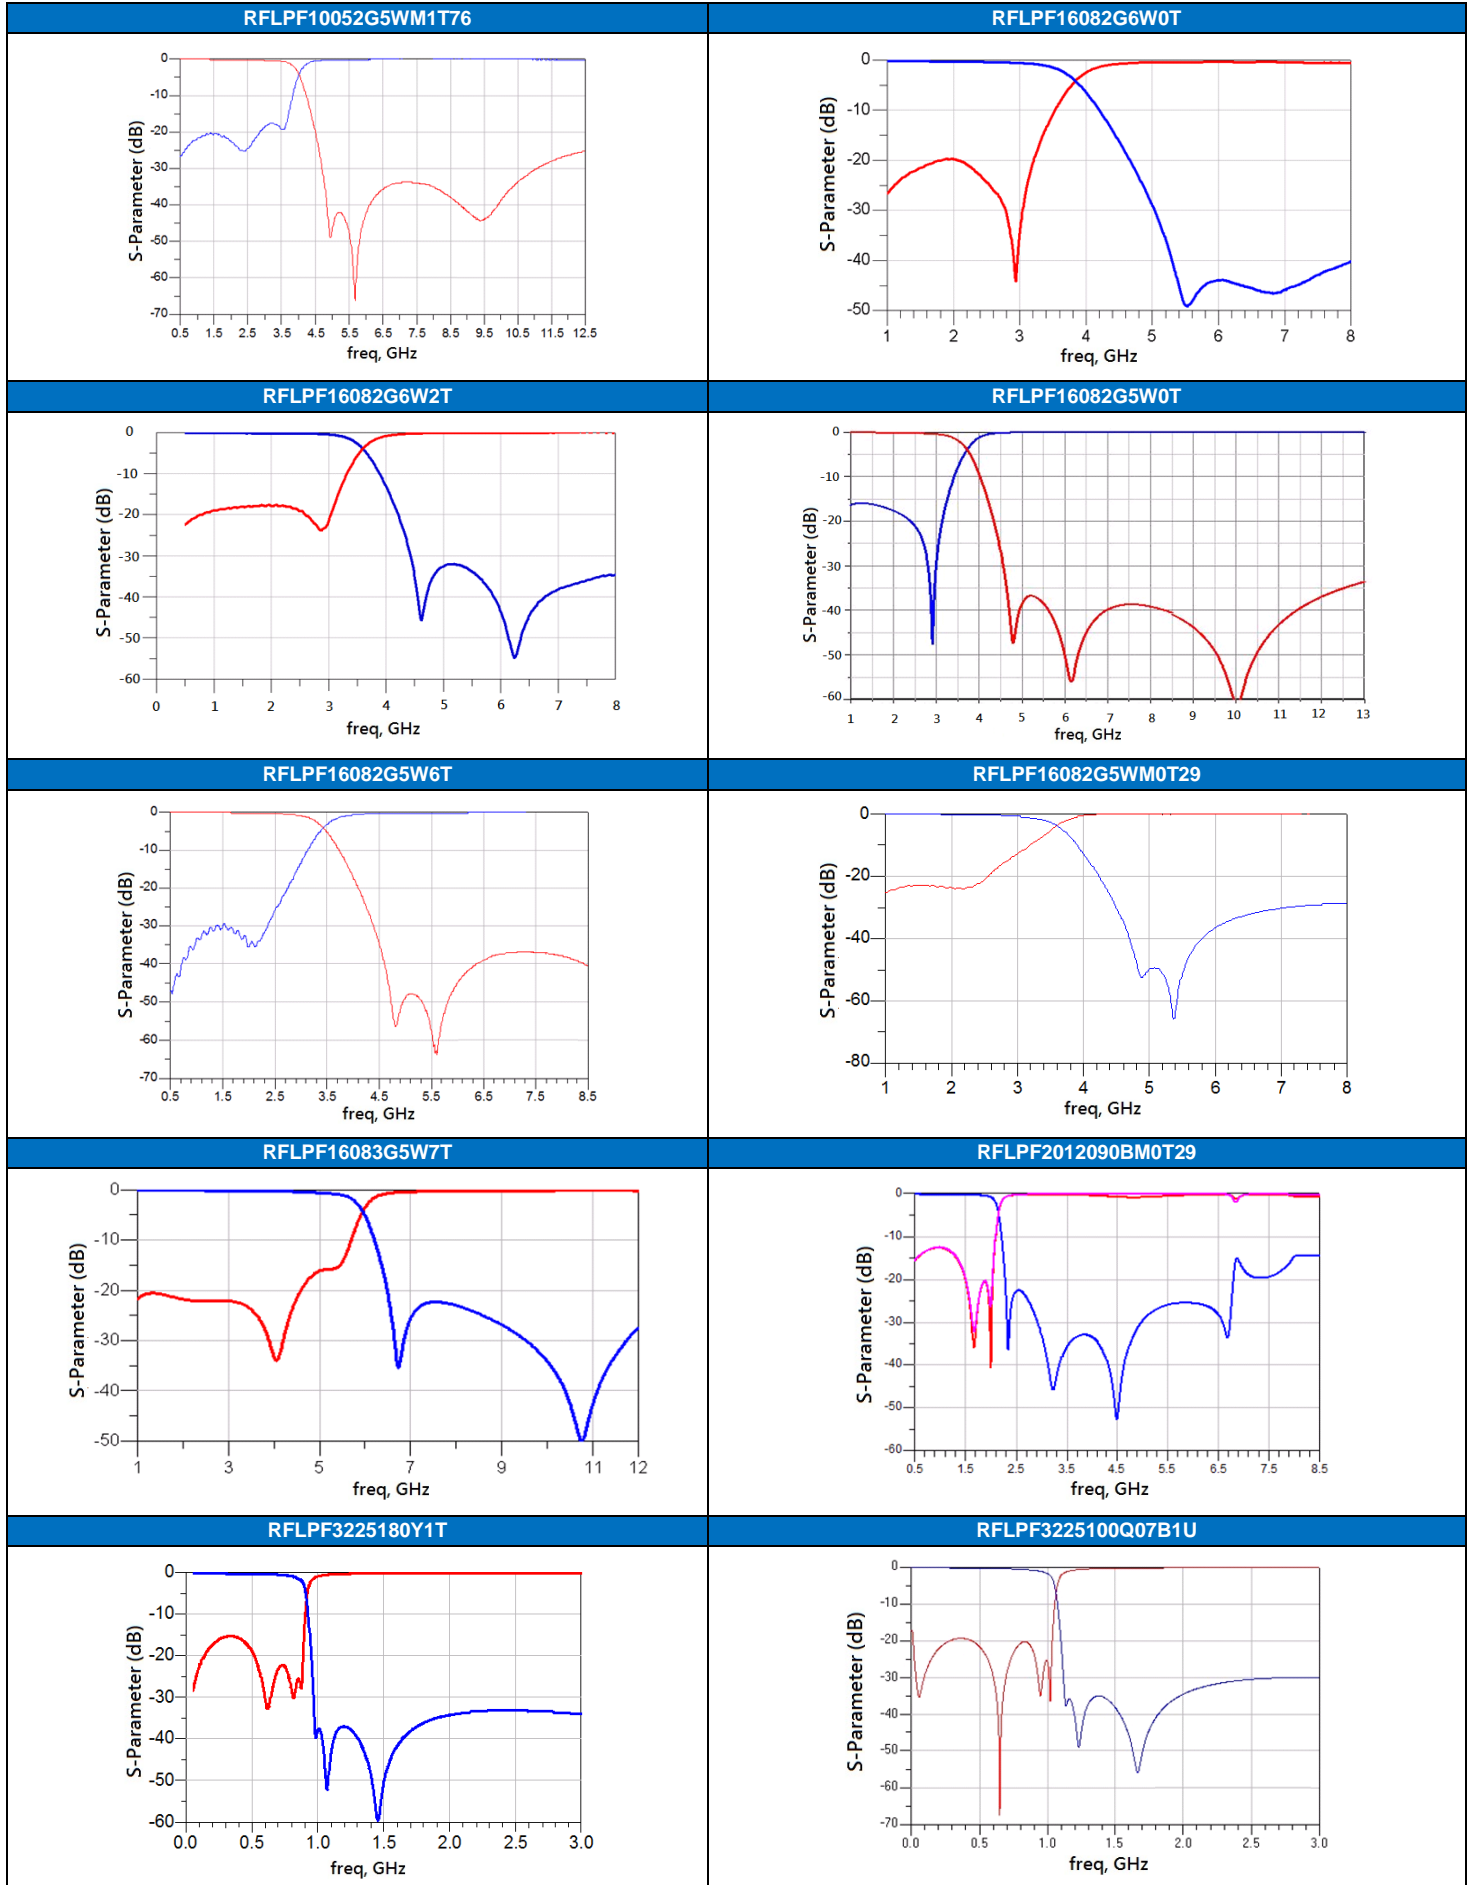 RFLPF10052G5WM1T76
S-Parameter (dB)
0
-10
-20
-30
-40
-50
-60
-70
0.5 1.5 2.5 3.5 4.5 5.5 6.5 7.5 8.5 9.5 10.5 11.5 12.5
freq, GHz
RFLPF16082G6W0T
S-Parameter (dB)
0
-10
-20
-30
-40
-50
1 2 3 4 5 6 7 8
freq, GHz
RFLPF16082G6W2T
S-Parameter (dB)
0
-10
-20
-30
-40
-50
-60
0 1 2 3 4 5 6 7 8
freq, GHz
RFLPF16082G5W0T
S-Parameter (dB)
0
-10
-20
-30
-40
-50
-60
1 2 3 4 5 6 7 8 9 10 11 12 13
freq, GHz
RFLPF16082G5W6T
S-Parameter (dB)
0
-10
-20
-30
-40
-50
-60
-70
0.5 1.5 2.5 3.5 4.5 5.5 6.5 7.5 8.5
freq, GHz
RFLPF16082G5WM0T29
S-Parameter (dB)
0
-20
-40
-60
-80
1 2 3 4 5 6 7 8
freq, GHz
RFLPF16083G5W7T
S-Parameter (dB)
0
-10
-20
-30
-40
-50
1 3 5 7 9 11 12
freq, GHz
RFLPF2012090BM0T29
S-Parameter (dB)
0
-10
-20
-30
-40
-50
-60
0.5 1.5 2.5 3.5 4.5 5.5 6.5 7.5 8.5
freq, GHz
RFLPF3225180Y1T
S-Parameter (dB)
0
-10
-20
-30
-40
-50
-60
0.0 0.5 1.0 1.5 2.0 2.5 3.0
freq, GHz
RFLPF3225100Q07B1U
S-Parameter (dB)
0
-10
-20
-30
-40
-50
-60
-70
0.0 0.5 1.0 1.5 2.0 2.5 3.0
freq, GHz